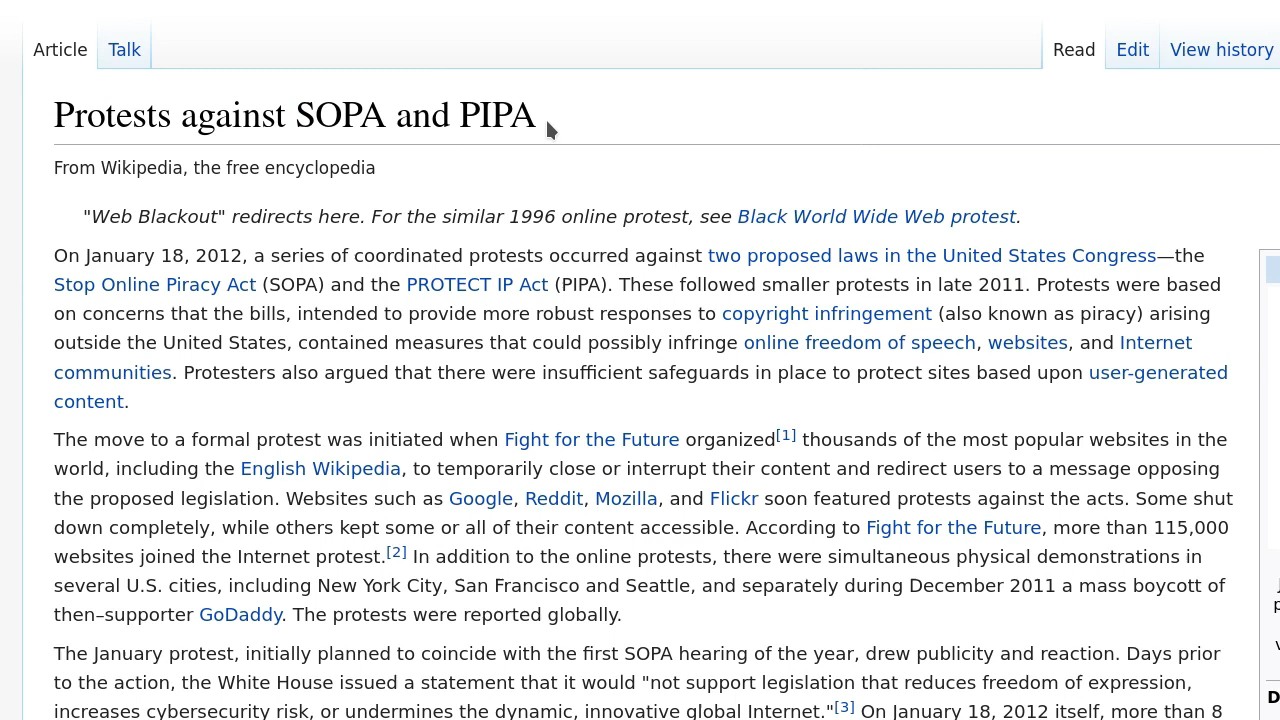 Article Talk Read Edit View history
Protests against SOPA and PIPA
From Wikipedia, the free encyclopedia
"Web Blackout" redirects here. For the similar 1996 online protest, see Black World Wide Web protest.
On January 18, 2012, a series of coordinated protests occurred against two proposed laws in the United States Congress—the
Stop Online Piracy Act (SOPA) and the PROTECT IP Act (PIPA). These followed smaller protests in late 2011. Protests were based
on concerns that the bills, intended to provide more robust responses to copyright infringement (also known as piracy) arising
outside the United States, contained measures that could possibly infringe online freedom of speech, websites, and Internet
communities. Protesters also argued that there were insufficient safeguards in place to protect sites based upon user-generated
content.
The move to a formal protest was initiated when Fight for the Future organized[1] thousands of the most popular websites in the
world, including the English Wikipedia, to temporarily close or interrupt their content and redirect users to a message opposing
the proposed legislation. Websites such as Google, Reddit, Mozilla, and Flickr soon featured protests against the acts. Some shut
down completely, while others kept some or all of their content accessible. According to Fight for the Future, more than 115,000
websites joined the Internet protest.[2] In addition to the online protests, there were simultaneous physical demonstrations in
several U.S. cities, including New York City, San Francisco and Seattle, and separately during December 2011 a mass boycott of
then–supporter GoDaddy. The protests were reported globally.
The January protest, initially planned to coincide with the first SOPA hearing of the year, drew publicity and reaction. Days prior
to the action, the White House issued a statement that it would "not support legislation that reduces freedom of expression,
increases cybersecurity risk, or undermines the dynamic, innovative global Internet."[3] On January 18, 2012 itself, more than 8